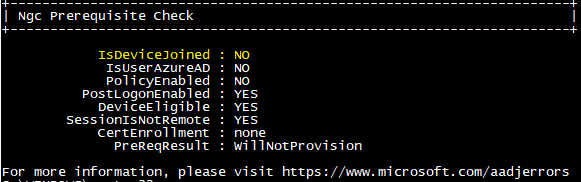 +----------------------------------------------------------------------+
| Ngc Prerequisite Check |
+----------------------------------------------------------------------+
IsDeviceJoined : NO
IsUserAzureAD : NO
PolicyEnabled : NO
PostLogonEnabled : YES
DeviceEligible : YES
SessionIsNotRemote : YES
CertEnrollment : none
PreReqResult : WillNotProvision
For more information, please visit https://www.microsoft.com/aadjerrors